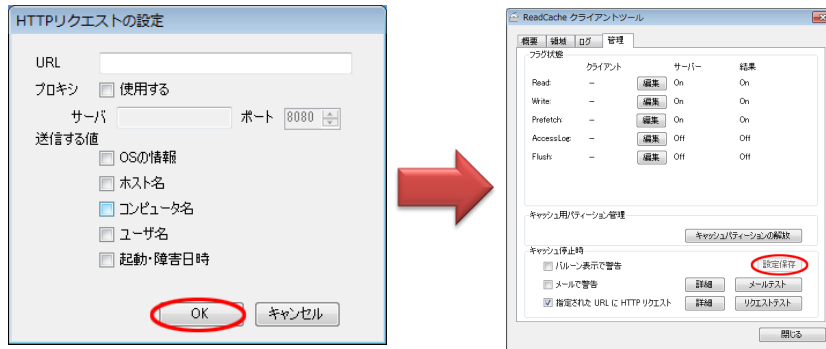 HTTPリクエストの設定
URL
プロキシ 使用する
サーバ ポート 8080
送信する値
OSの情報
ホスト名
コンピュータ名
ユーザ名
起動・障害日時
OK キャンセル
ReadCache クライアントツール
概要 領域 ログ 管理
フラグ状態
クライアント サーバー 結果
Read: － 編集 On On
Write: － 編集 On On
Prefetch: － 編集 On On
AccessLog: － 編集 Off Off
Flush: － 編集 Off Off
キャッシュ用パーティション管理
キャッシュパティーションの解放
キャッシュ停止時
バルーン表示で警告 設定保存
メールで警告 詳細 メールテスト
指定された URL に HTTP リクエスト 詳細 リクエストテスト
閉じる